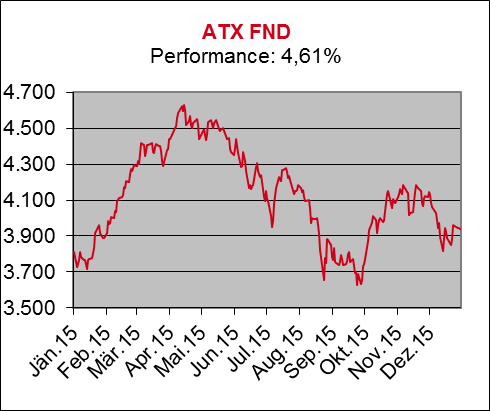 ATX FND
Performance: 4,61%
4.700
4.500
4.300
4.100
3.900
3.700
3.500
Jän. 15
Feb. 15
Mär. 15
Apr. 15
Mai. 15
Jun. 15
Jul. 15
Aug. 15
Sep. 15
Okt. 15
Nov. 15
Dez. 15